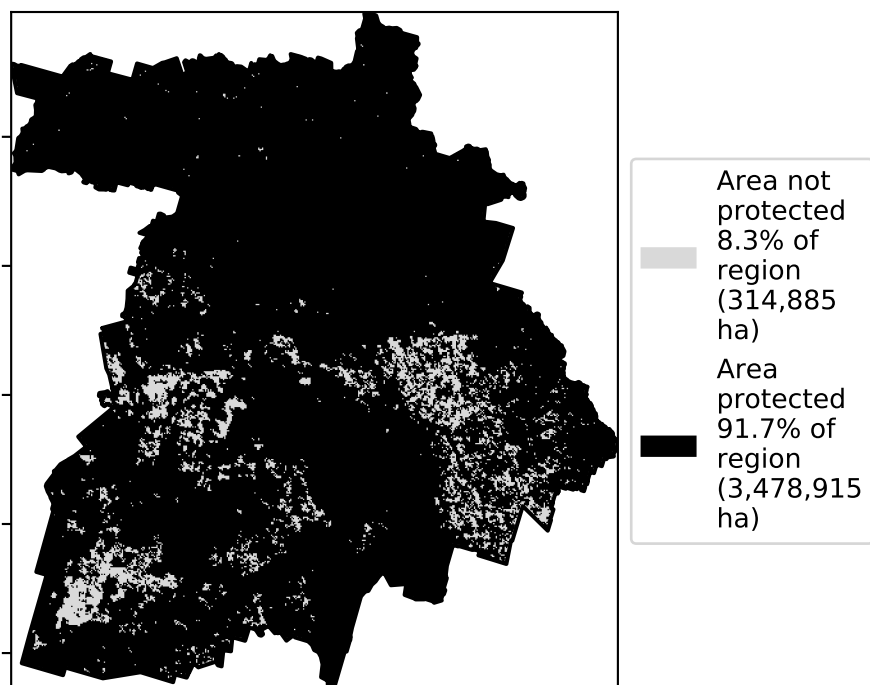 Area not
protected
8.3% of
region
(314,885
ha)
Area
protected
91.7% of
region
(3,478,915
ha)